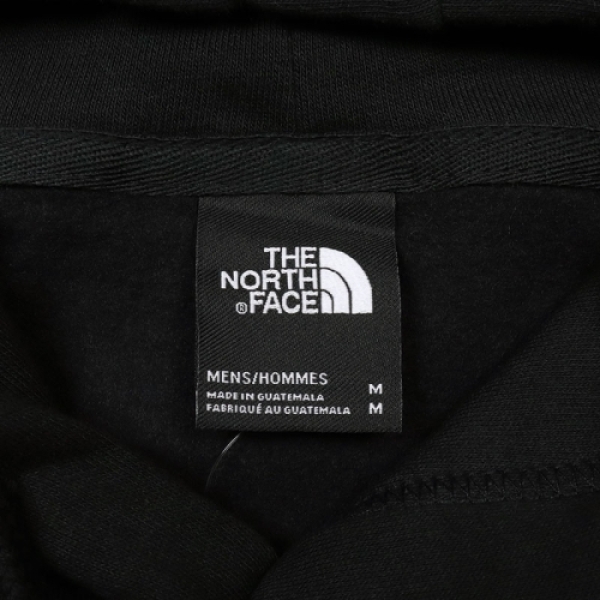 THE
NORTH
® FACE
MENS/HOMMES
MADE IN GUATEMALA M
FABRIQUÉ AU GUATEMALA M